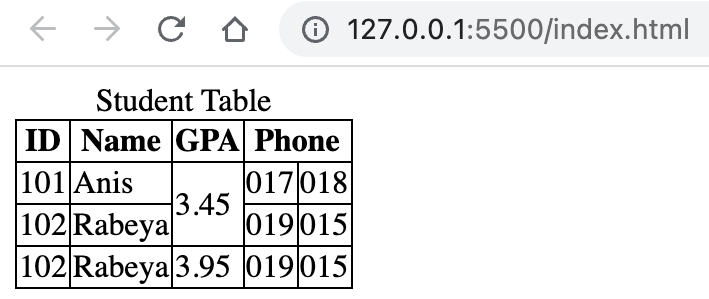 127.0.0.1:5500/index.html
Student Table
ID Name GPA Phone
101 Anis 3.45 017 018
102 Rabeya 019 015
102 Rabeya 3.95 019 015